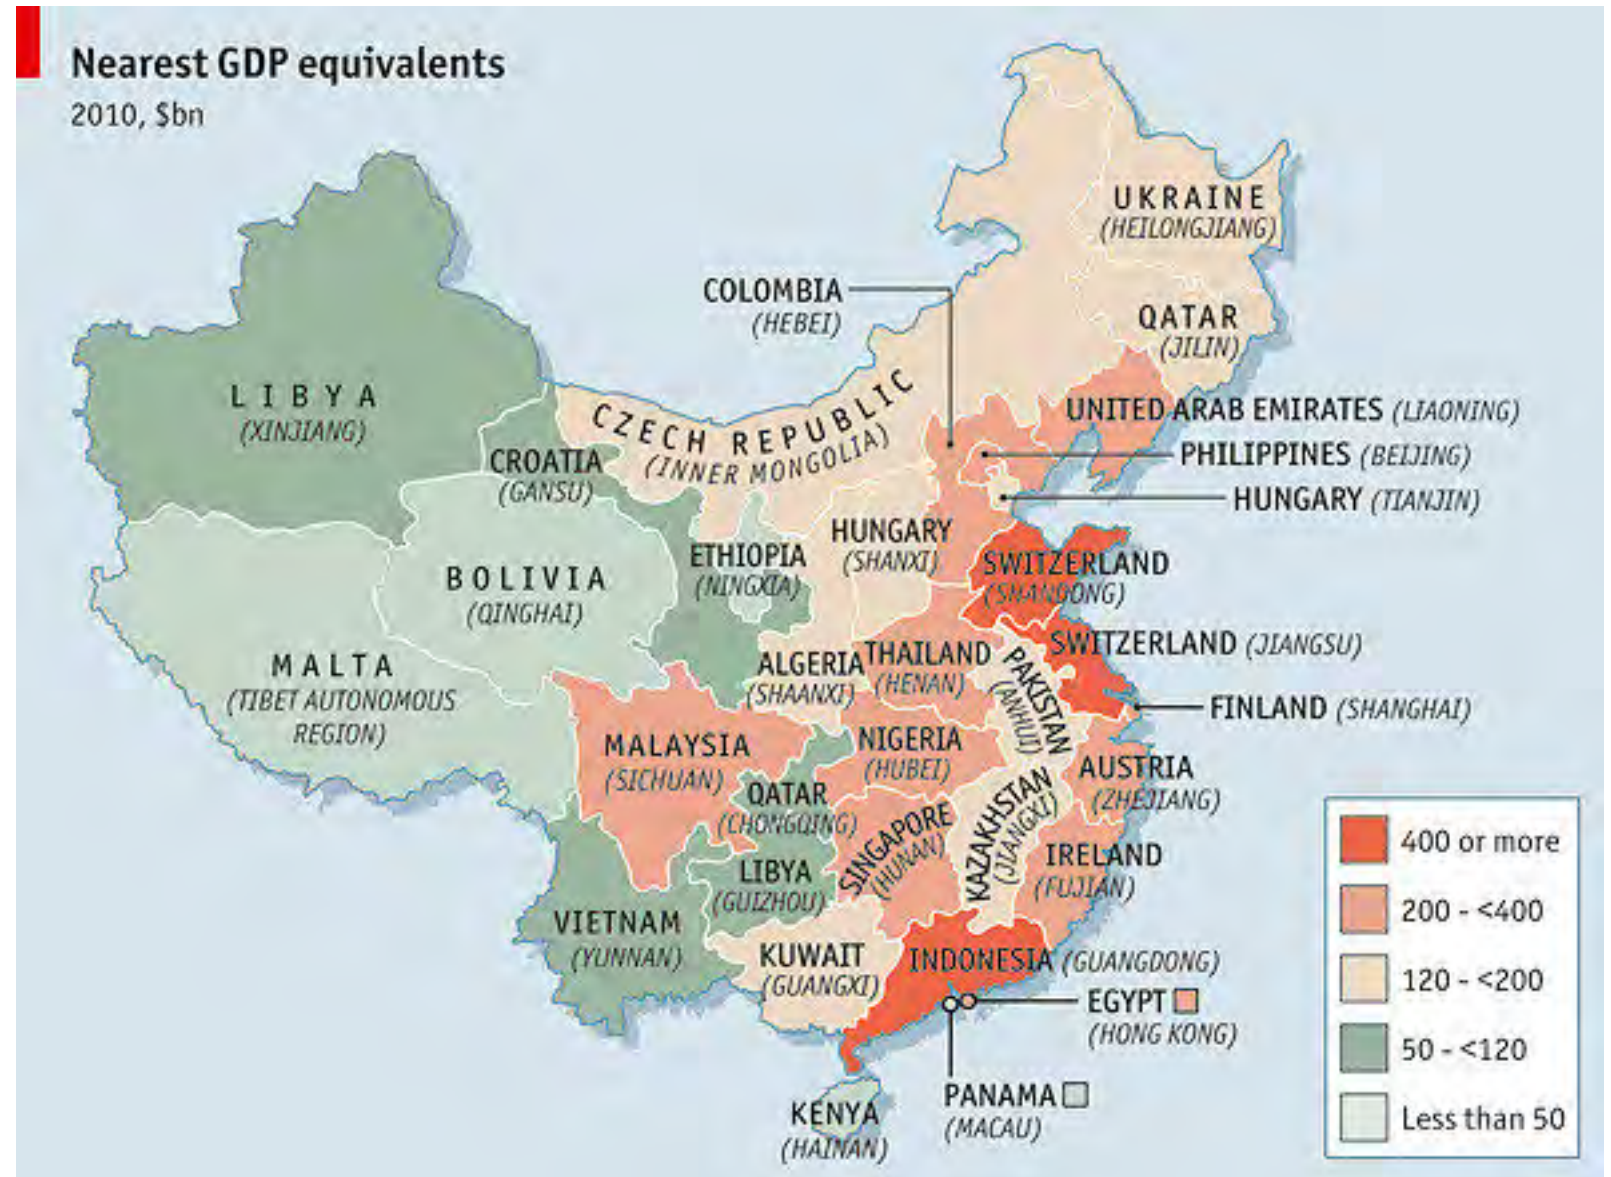 Nearest GDP equivalents
2010, $bn
UKRAINE
(HEILONGJIANG)
COLOMBIA
(HEBEI)
QATAR
(JILIN)
LIBYA
(XINJIANG)
CZECH REPUBLIC
(INNER MONGOLIA)
UNITED ARAB EMIRATES (LIAONING)
CROATIA
(GANSU)
PHILIPPINES (BEIJING)
HUNGARY (TIANJIN)
HUNGARY
(SHANXI)
ETHIOPIA
(NINGXIA)
SWITZERLAND
(SHANDONG)
BOLIVIA
(QINGHAI)
SWITZERLAND (JIANGSU)
MALTA
(TIBET AUTONOMOUS
REGION)
ALGERIA
(SHAANXI)
THAILAND
(HENAN)
PAKISTAN
(ANHUI)
FINLAND (SHANGHAI)
MALAYSIA
(SICHUAN)
NIGERIA
(HUBEI)
AUSTRIA
(ZHEJIANG)
QATAR
(CHONGQING)
SINGAPORE
(HUNAN)
KAZAKHSTAN
(JIANGXI)
IRELAND
(FUJIAN)
LIBYA
(GUIZHOU)
VIETNAM
(YUNNAN)
KUWAIT
(GUANGXI)
INDONESIA (GUANGDONG)
EGYPT
(HONG KONG)
PANAMA
(MACAU)
KENYA
(HAINAN)
400 or more
200 - <400
120 - <200
50 - <120
Less than 50